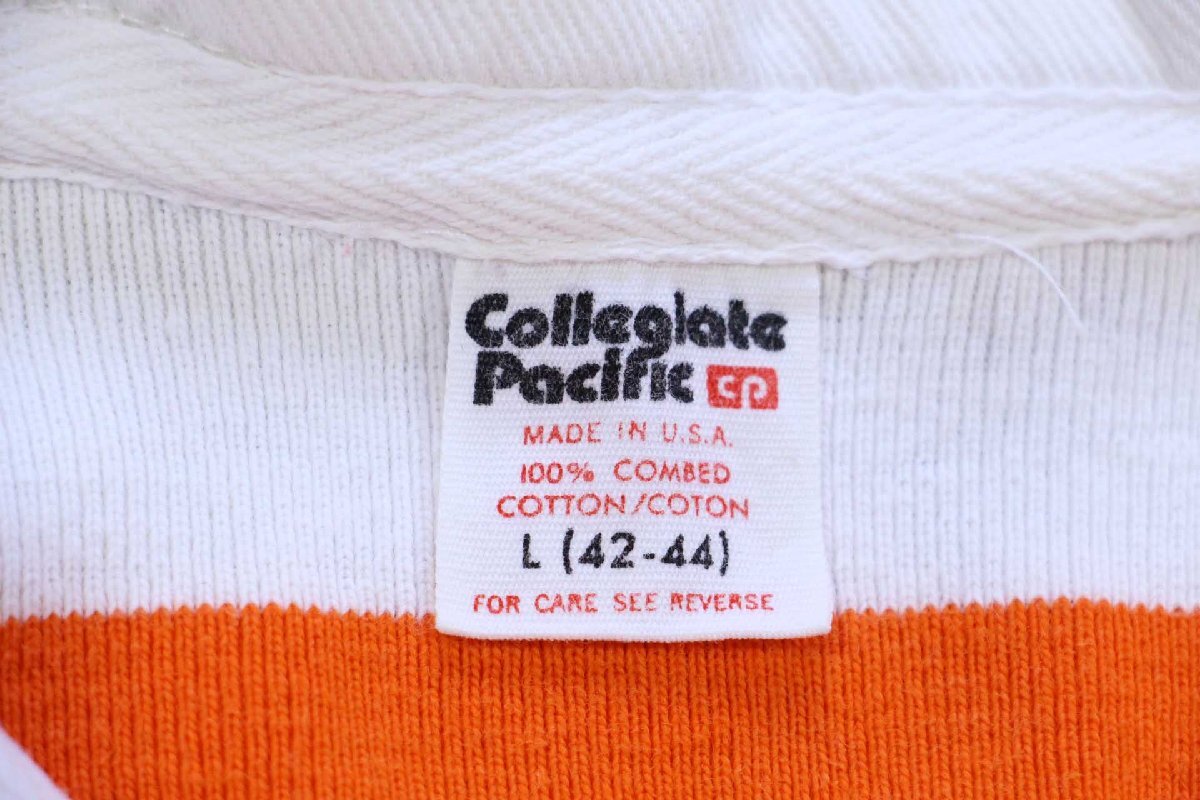 Collegiate
Pacific cp
MADE IN U.S.A.
100% COMBED
COTTON/COTON
L (42-44)
FOR CARE SEE REVERSE